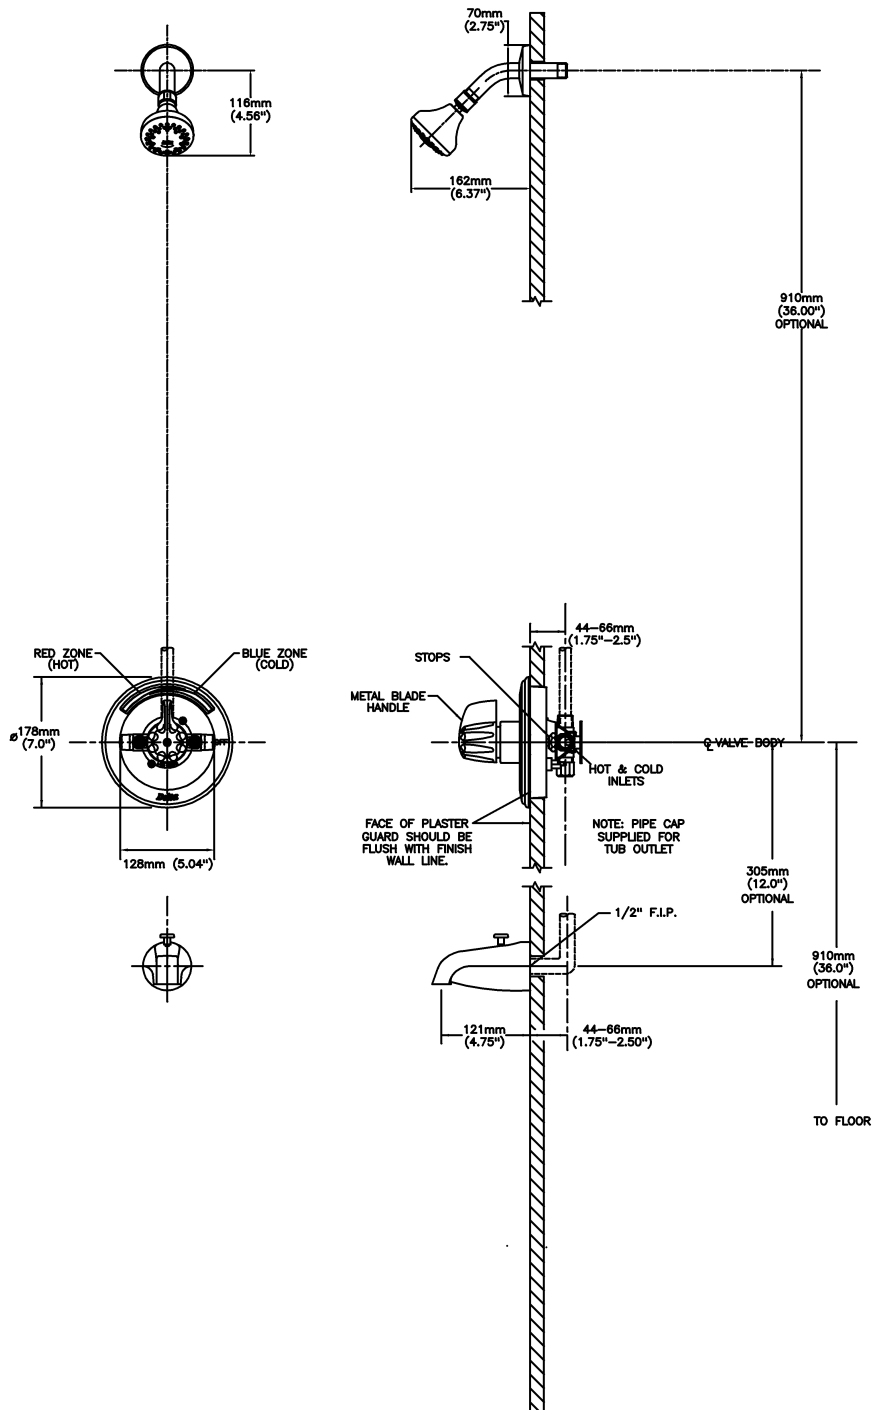 70mm
(2.75")
116mm
(4.56")
162mm
(6.37")
910mm
(36.00")
OPTIONAL
44-66mm
(1.75"-2.5")
RED ZONE
(HOT)
BLUE ZONE
(COLD)
STOPS
METAL BLADE
HANDLE
ø178mm
(7.0")
OFF
℄ VALVE BODY
HOT & COLD
INLETS
Delta
FACE OF PLASTER
GUARD SHOULD BE
FLUSH WITH FINISH
WALL LINE.
NOTE: PIPE CAP
SUPPLIED FOR
TUB OUTLET
128mm (5.04")
305mm
(12.0")
OPTIONAL
1/2" F.I.P.
910mm
(36.0")
OPTIONAL
121mm
(4.75")
44-66mm
(1.75"-2.50")
TO FLOOR